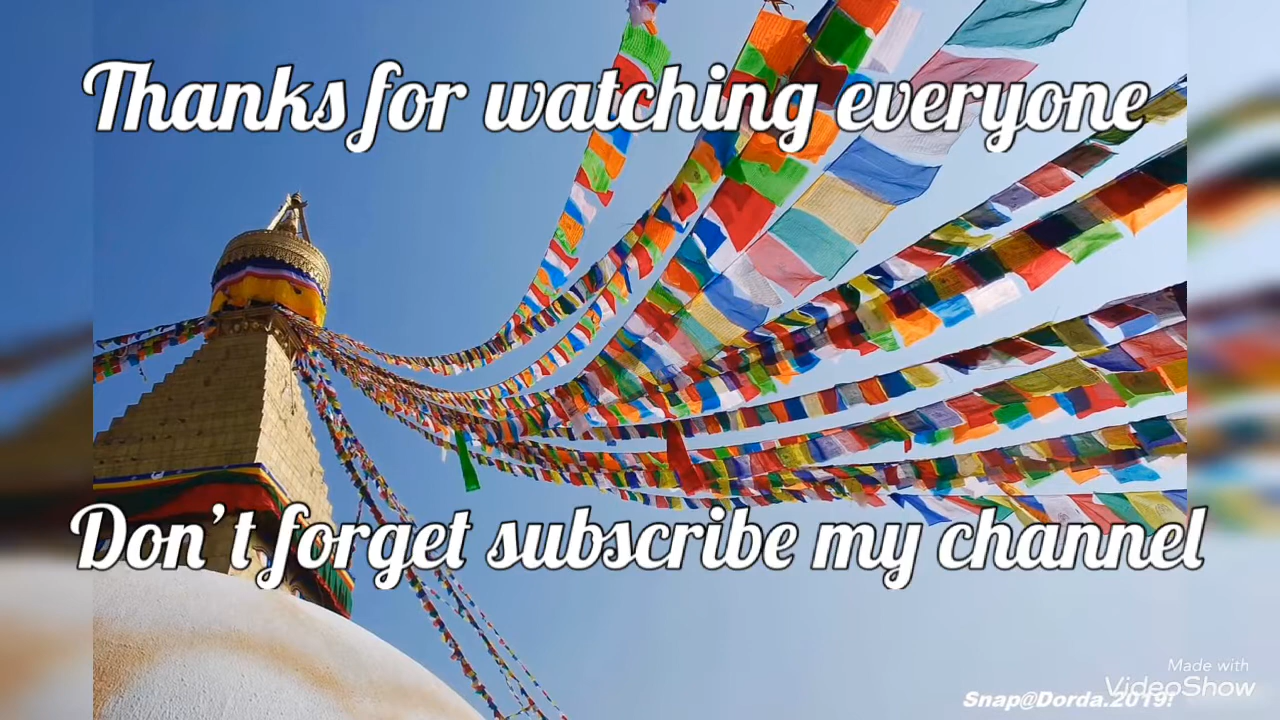 Thanks for watching everyone
Don't forget subscribe my channel
Made with
VideoShow
Snap@Dorda.2019!